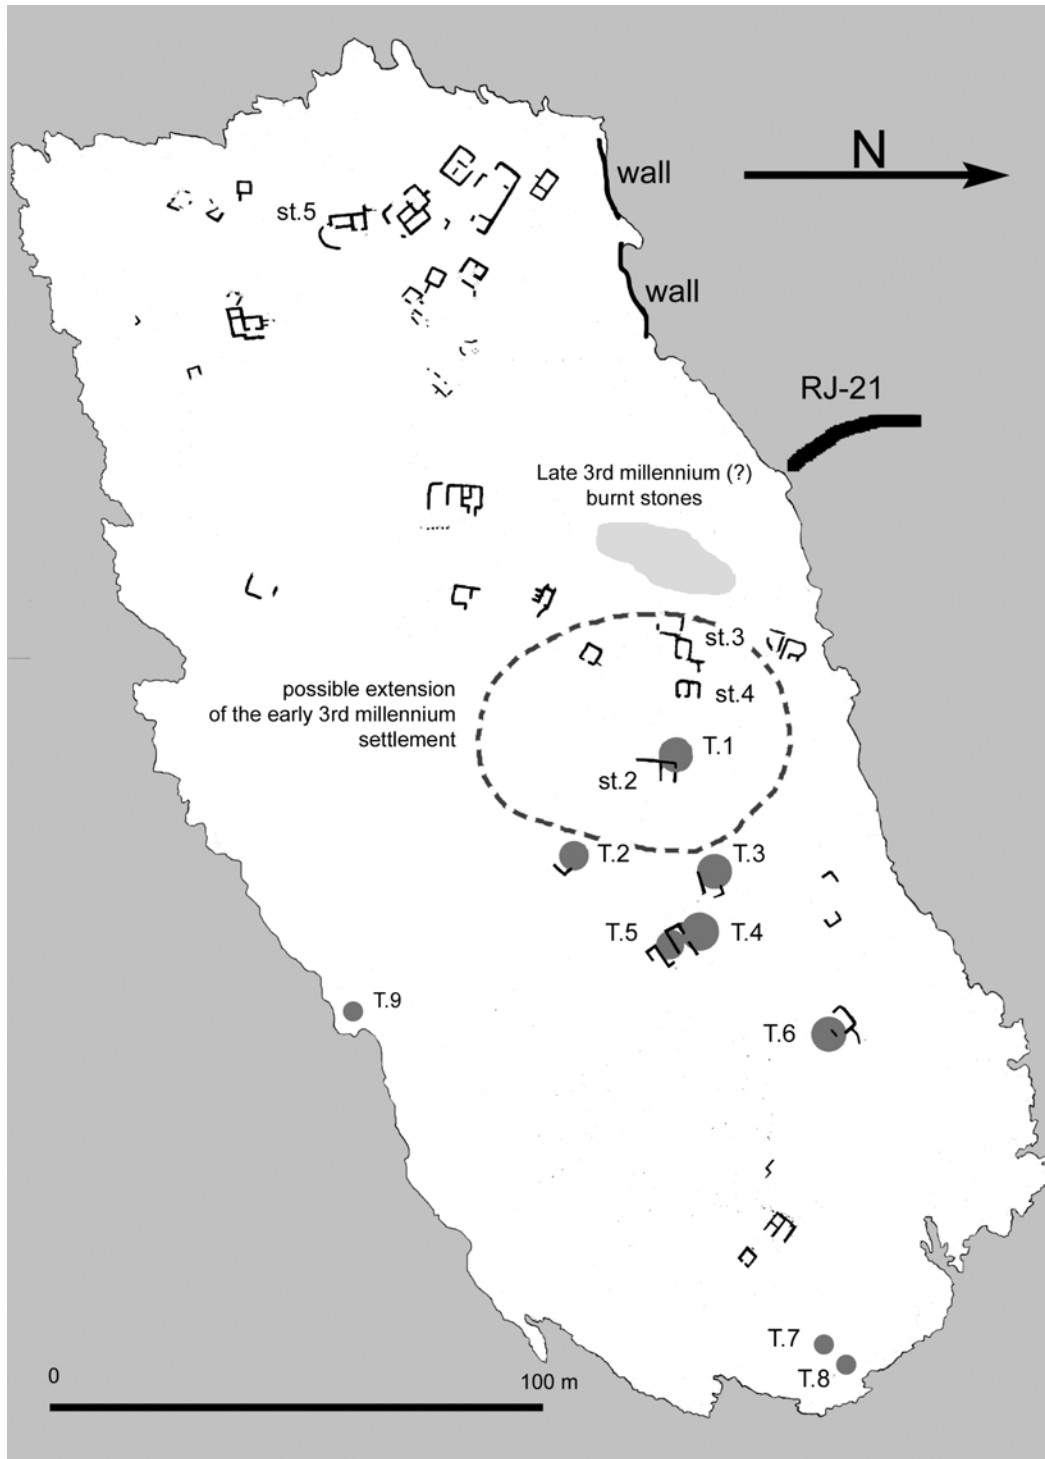 N
wall
st.5
wall
RJ-21
Late 3rd millennium (?)
burnt stones
st.3
possible extension
of the early 3rd millennium
settlement
st.4
T.1
st.2
T.2
T.3
T.5
T.4
T.9
T.6
T.7
T.8
0
100 m